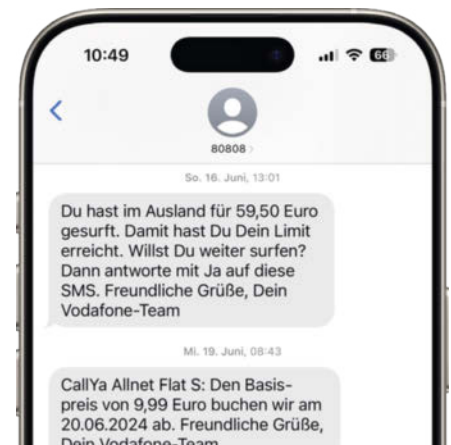 10:49
66
80808
So. 16. Juni, 13:01
Du hast im Ausland für 59,50 Euro
gesurft. Damit hast Du Dein Limit
erreicht. Willst Du weiter surfen?
Dann antworte mit Ja auf diese
SMS. Freundliche Grüße, Dein
Vodafone-Team
Mi. 19. Juni, 08:43
CallYa Allnet Flat S: Den Basis-
preis von 9,99 Euro buchen wir am
20.06.2024 ab. Freundliche Grüße,
Dein Vodafone-Team